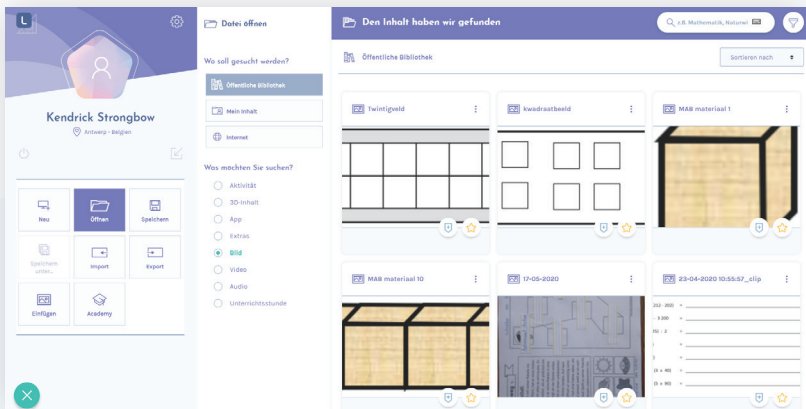 L
Kendrick Strongbow
Antwerp - Belgien
Neu
Öffnen
Speichern
Speichern unter...
Import
Export
Einfügen
Academy
Datei öffnen
Wo soll gesucht werden?
Öffentliche Bibliothek
Mein Inhalt
Internet
Was möchten Sie suchen?
Aktivität
3D-Inhalt
App
Extras
Bild
Video
Audio
Unterrichtsstunde
Den Inhalt haben wir gefunden
z.B. Mathematik, Naturwi
Öffentliche Bibliothek
Sortieren nach
Twintigveld
kwadraatbeeld
MAB materiaal 1
MAB materiaal 10
17-05-2020
23-04-2020 10:55:57_clip